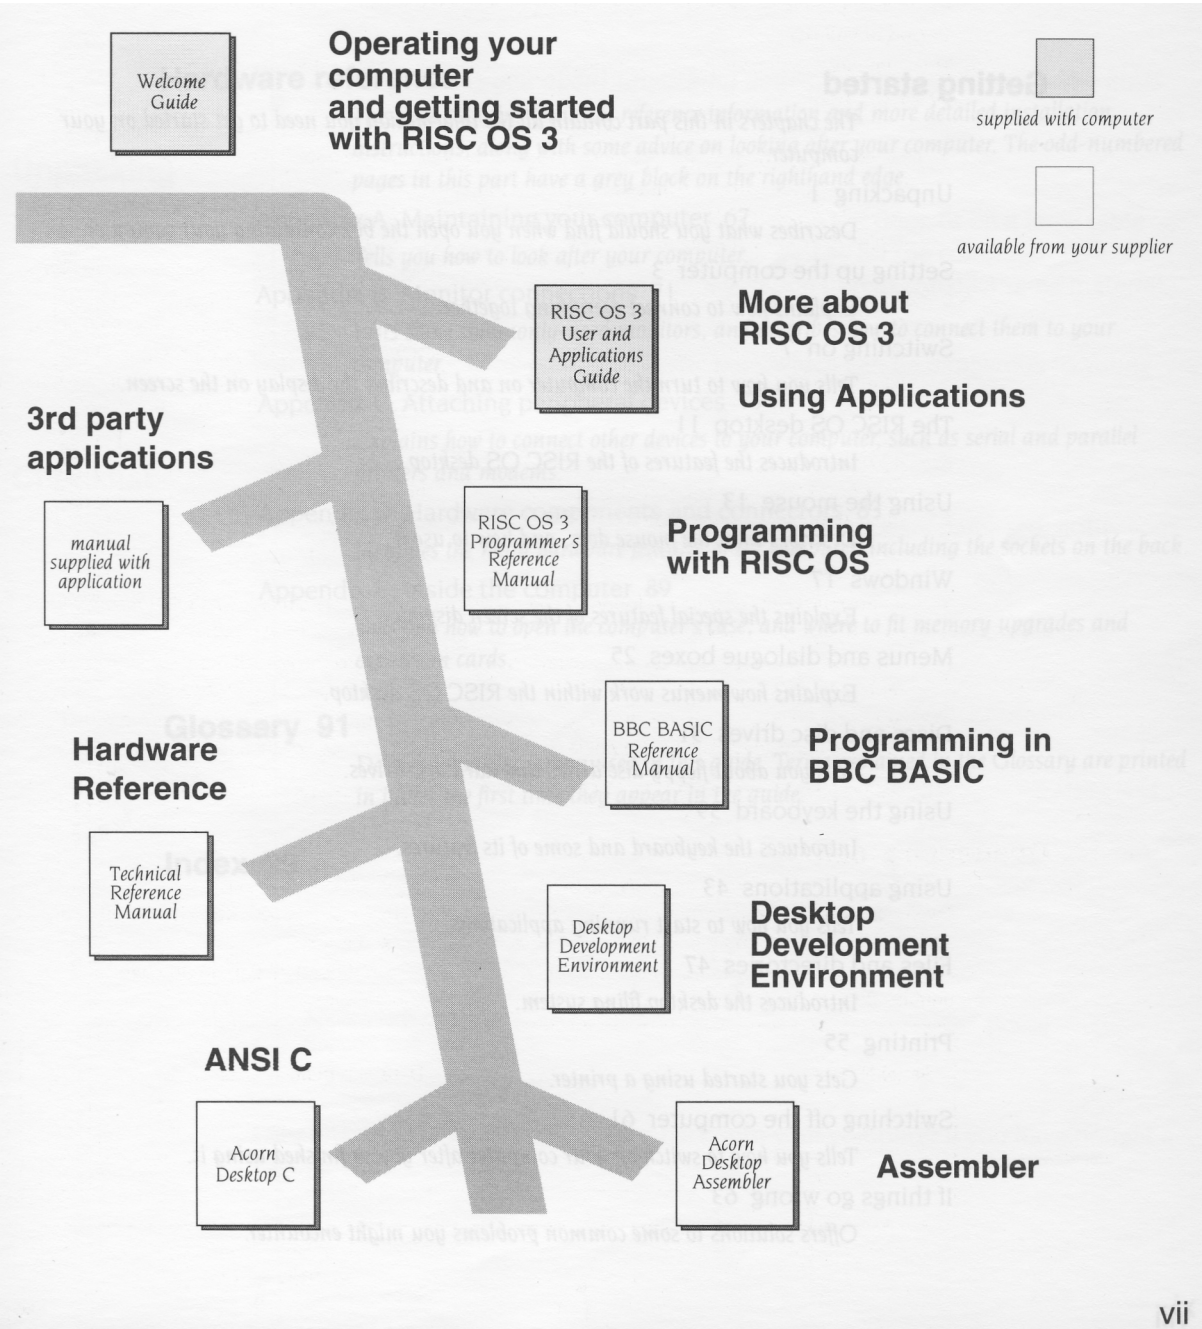 Welcome
Guide
Operating your
computer
and getting started
with RISC OS 3
supplied with computer
available from your supplier
RISC OS 3
User and
Applications
Guide
More about
RISC OS 3
Using Applications
3rd party
applications
manual
supplied with
application
RISC OS 3
Programmer's
Reference
Manual
Programming
with RISC OS
Hardware
Reference
BBC BASIC
Reference
Manual
Programming in
BBC BASIC
Technical
Reference
Manual
Desktop
Development
Environment
Desktop
Development
Environment
ANSI C
Acorn
Desktop C
Acorn
Desktop
Assembler
Assembler
vii